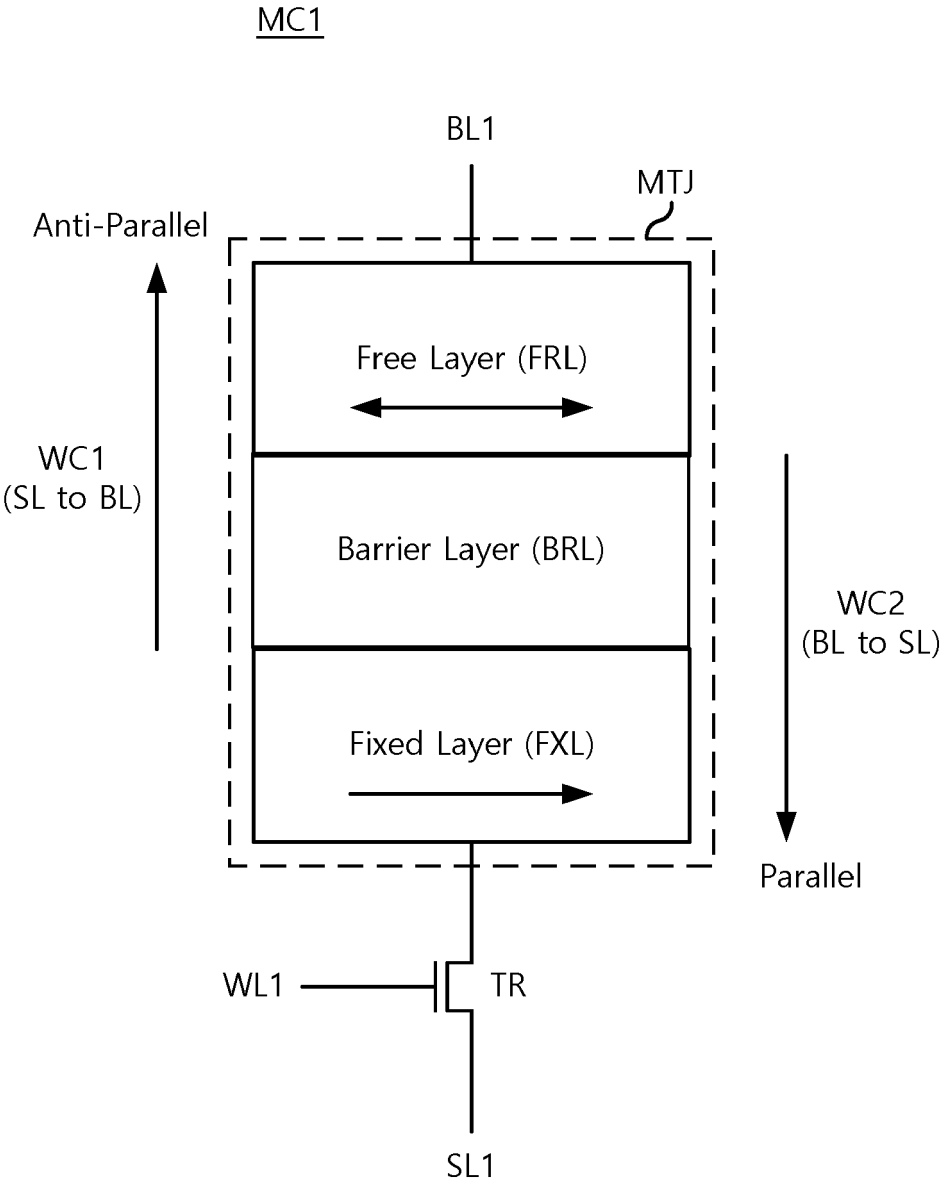 MC1
BL1
MTJ
Anti-Parallel
Free Layer (FRL)
WC1
(SL to BL)
Barrier Layer (BRL)
WC2
(BL to SL)
Fixed Layer (FXL)
Parallel
WL1
TR
SL1